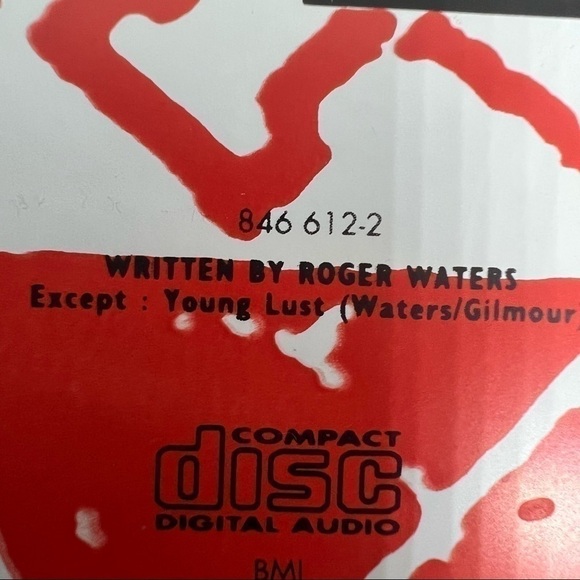 846 612-2
WRITTEN BY ROGER WATERS
Except : Young Lust (Waters/Gilmour
COMPACT
disc
DIGITAL AUDIO
BMI